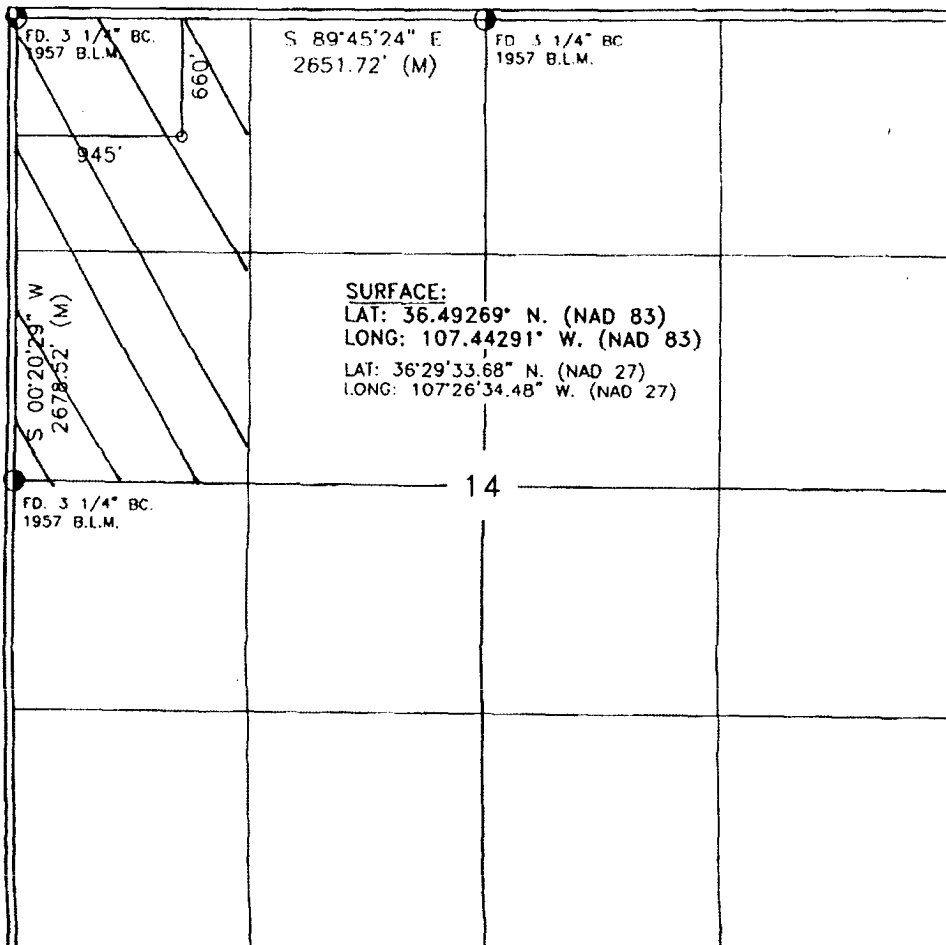 FD. 3 1/4" BC.
1957 B.L.M.
660'
945'
S 89°45'24" E
2651.72' (M)
FD 3 1/4" BC
1957 B.L.M.
SURFACE:
LAT: 36.49269° N. (NAD 83)
LONG: 107.44291° W. (NAD 83)
LAT: 36°29'33.68" N. (NAD 27)
LONG: 107°26'34.48" W. (NAD 27)
S 00°20'29" W
2678.52' (M)
FD. 3 1/4" BC.
1957 B.L.M.
14